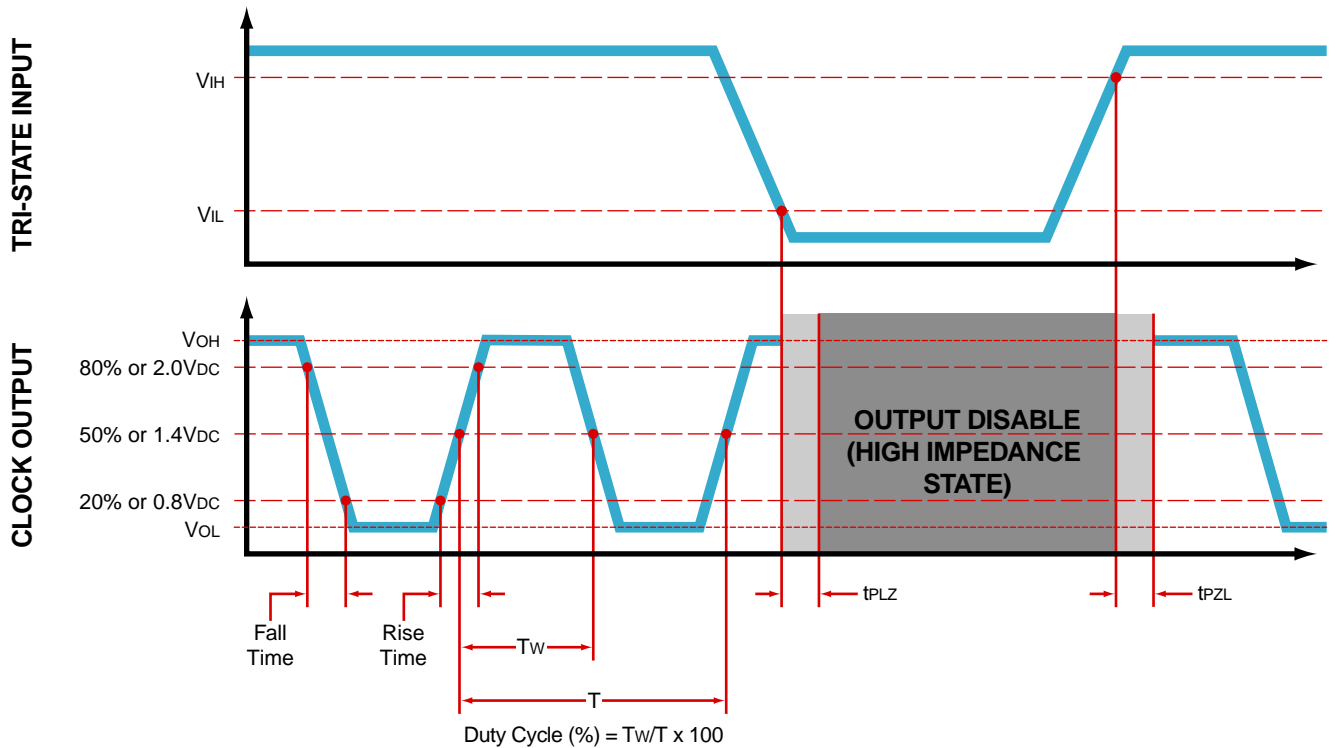 TRI-STATE INPUT
VIH
VIL
CLOCK OUTPUT
VOH
80% or 2.0VDC
50% or 1.4VDC
20% or 0.8VDC
VOL
OUTPUT DISABLE
(HIGH IMPEDANCE
STATE)
tPLZ
tPZL
Fall
Time
Rise
Time
TW
T
Duty Cycle (%) = TW/T x 100